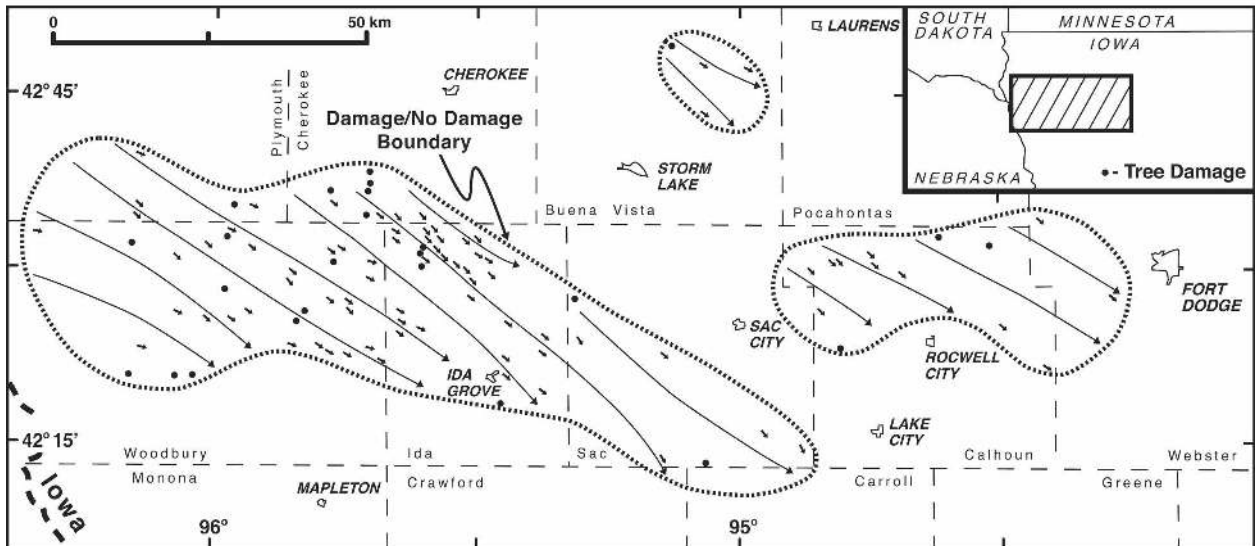 0
50 km
LAURENS
SOUTH
DAKOTA
MINNESOTA
IOWA
NEBRASKA
- Tree Damage
42° 45'
CHEROKEE
Plymouth
Cherokee
Damage/No Damage
Boundary
STORM
LAKE
Buena Vista
Pocahontas
FORT
DODGE
SAC
CITY
ROCWELL
CITY
IDA
GROVE
LAKE
CITY
42° 15'
Woodbury
Ida
Sac
Calhoun
Webster
Monona
Crawford
Carroll
Greene
MAPLETON
Iowa
96°
95°